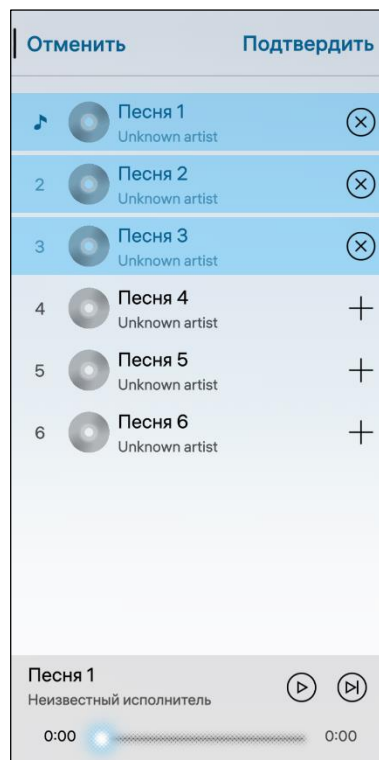 Отменить Подтвердить
Песня 1
Unknown artist
2 Песня 2
Unknown artist
3 Песня 3
Unknown artist
4 Песня 4
Unknown artist
5 Песня 5
Unknown artist
6 Песня 6
Unknown artist
Песня 1
Неизвестный исполнитель
0:00 0:00